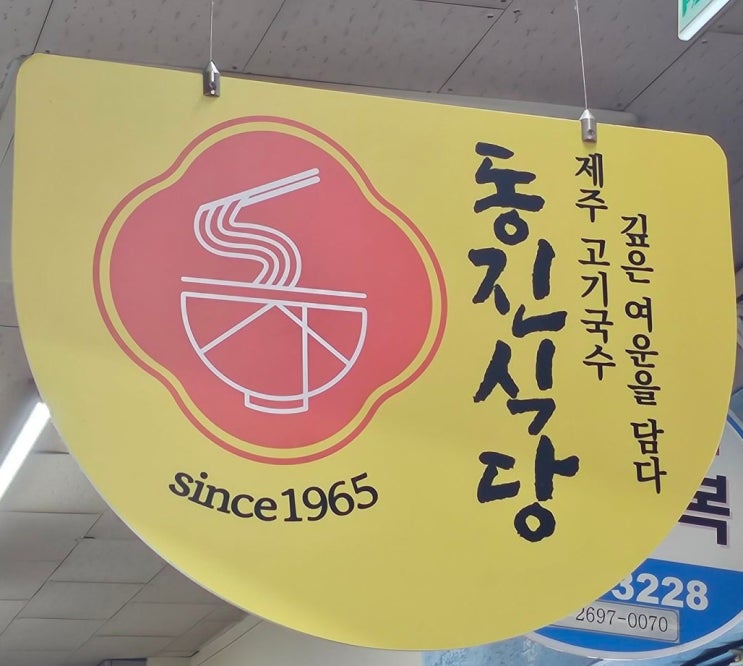 깊은 여운을 담다
제주 고기국수
동진식당
since1965
복
3228
2697-0070